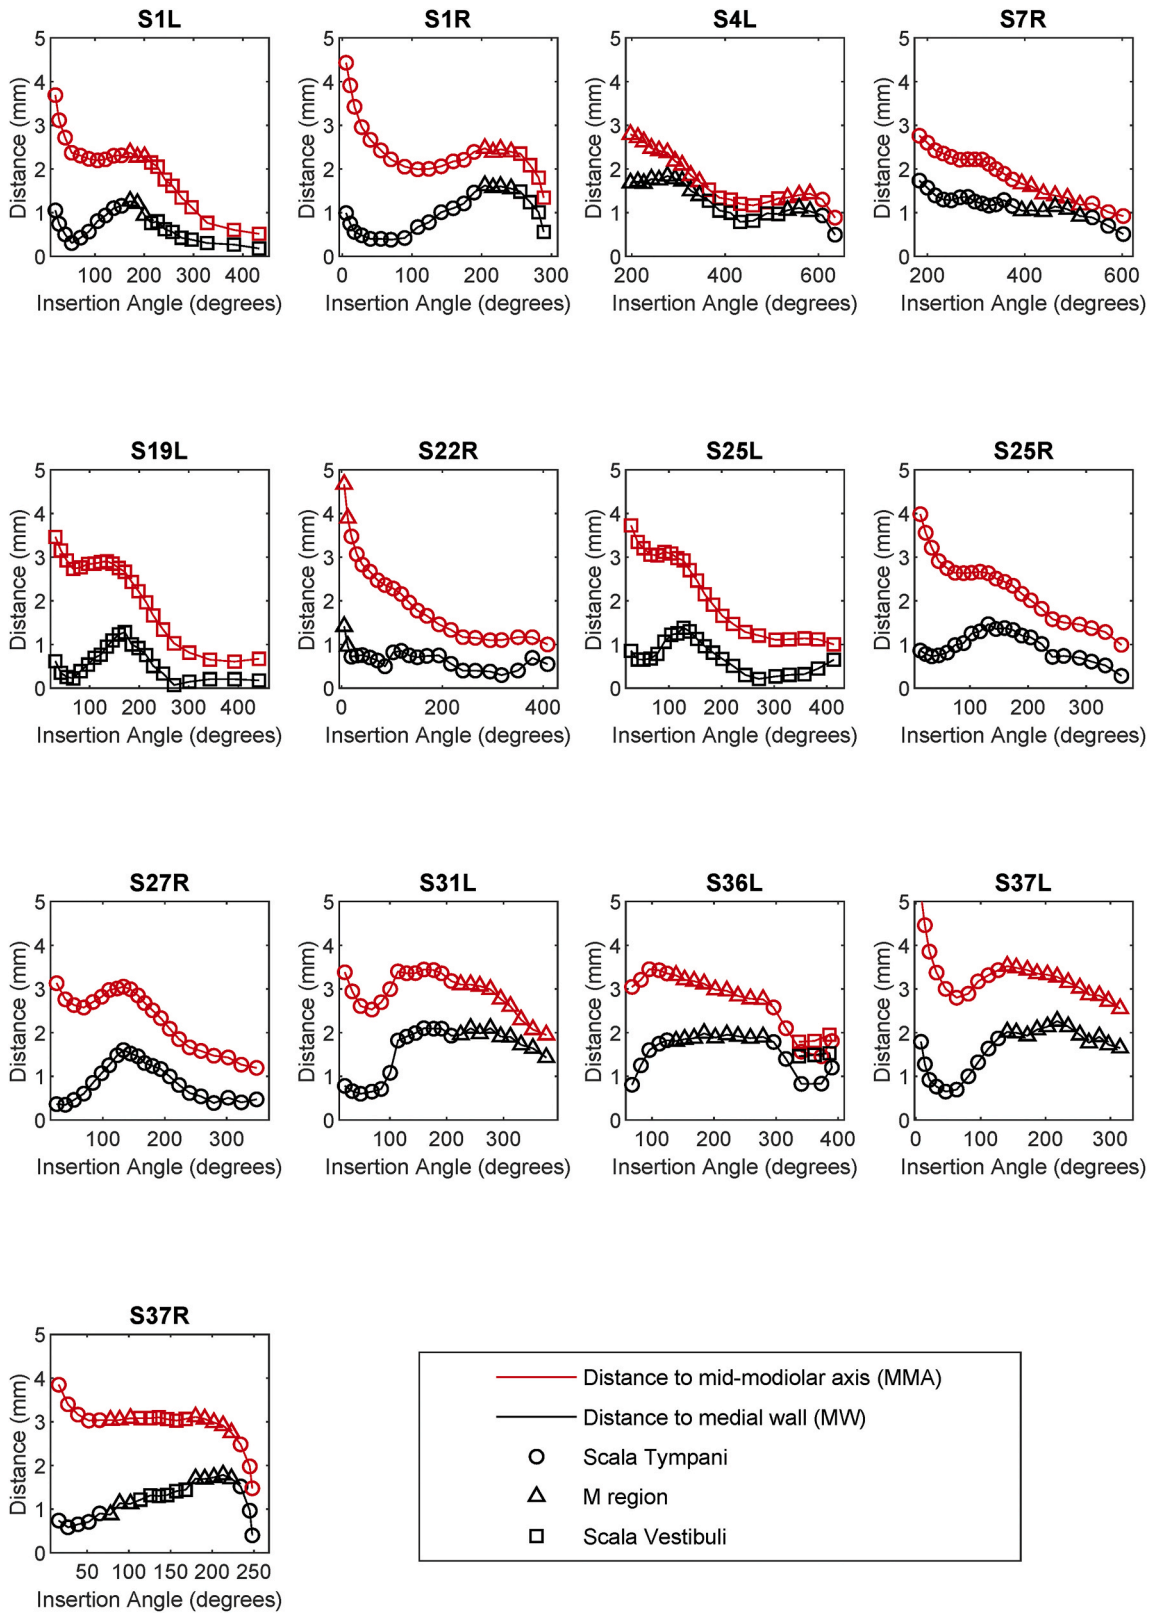 S1L S1R S4L S7R
5 5 5 5
4 4 4 4
3 3 3 3
2 2 2 2
1 1 1 1
0 0 0 0
Distance (mm) Distance (mm) Distance (mm) Distance (mm)
100 200 300 400 0 100 200 300 200 400 600 200 400 600
Insertion Angle (degrees) Insertion Angle (degrees) Insertion Angle (degrees) Insertion Angle (degrees)
S19L S22R S25L S25R
5 5 5 5
4 4 4 4
3 3 3 3
2 2 2 2
1 1 1 1
0 0 0 0
Distance (mm) Distance (mm) Distance (mm) Distance (mm)
100 200 300 400 0 200 400 100 200 300 400 100 200 300
Insertion Angle (degrees) Insertion Angle (degrees) Insertion Angle (degrees) Insertion Angle (degrees)
S27R S31L S36L S37L
5 5 5 5
4 4 4 4
3 3 3 3
2 2 2 2
1 1 1 1
0 0 0 0
Distance (mm) Distance (mm) Distance (mm) Distance (mm)
100 200 300 100 200 300 100 200 300 400 0 100 200 300
Insertion Angle (degrees) Insertion Angle (degrees) Insertion Angle (degrees) Insertion Angle (degrees)
S37R
5
4
3
2
1
0
Distance (mm)
50 100 150 200 250
Insertion Angle (degrees)
Distance to mid-modiolar axis (MMA)
Distance to medial wall (MW)
Scala Tympani
M region
Scala Vestibuli